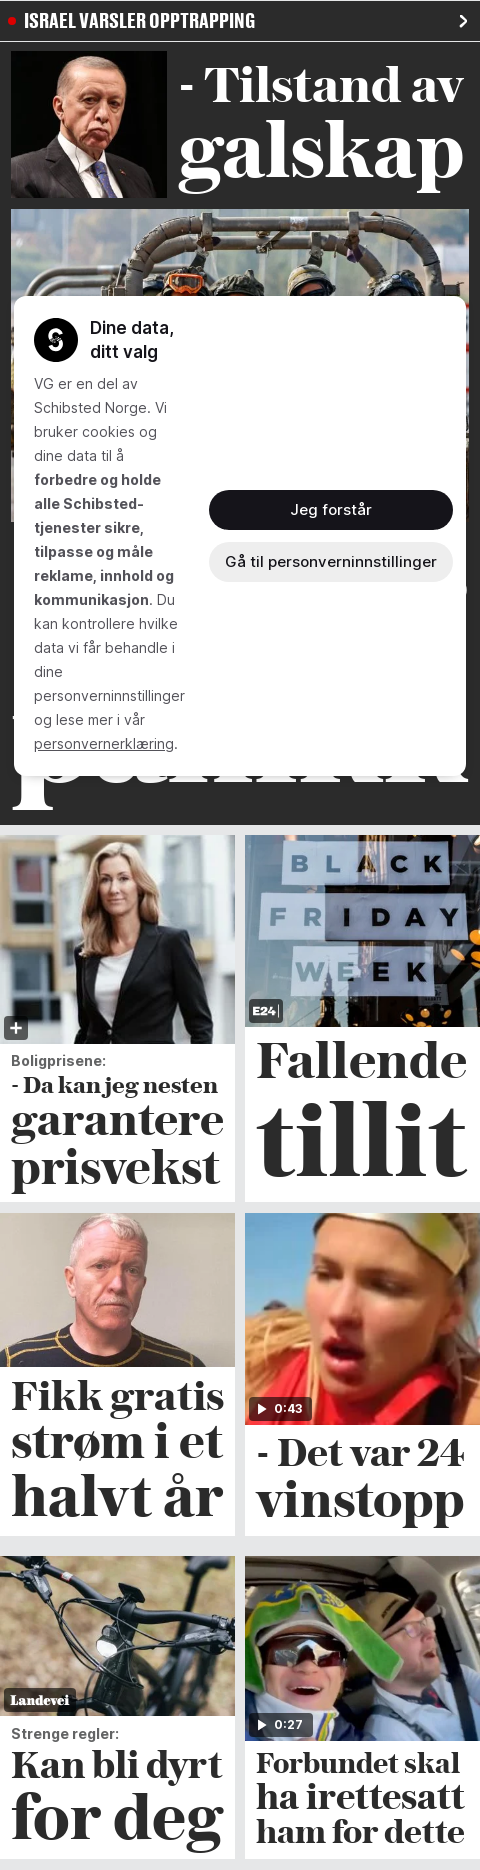 ISRAEL VARSLER OPPTRAPPING
- Tilstand av
galskap
Dine data,
ditt valg
VG er en del av
Schibsted Norge. Vi
bruker cookies og
dine data til å
forbedre og holde
alle Schibsted-
tjenester sikre,
tilpasse og måle
reklame, innhold og
kommunikasjon. Du
kan kontrollere hvilke
data vi får behandle i
dine
personverninnstillinger
og lese mer i vår
personvernerklæring.
Jeg forstår
Gå til personverninnstillinger
Boligprisene:
- Da kan jeg nesten
garantere
prisvekst
BLACK
FRIDAY
WEEK
E24
Fallende
tillit
Fikk gratis
strøm i et
halvt år
0:43
- Det var 24
vinstopp
Landevei
Strenge regler:
Kan bli dyrt
for deg
0:27
Forbundet skal
ha irettesatt
ham for dette